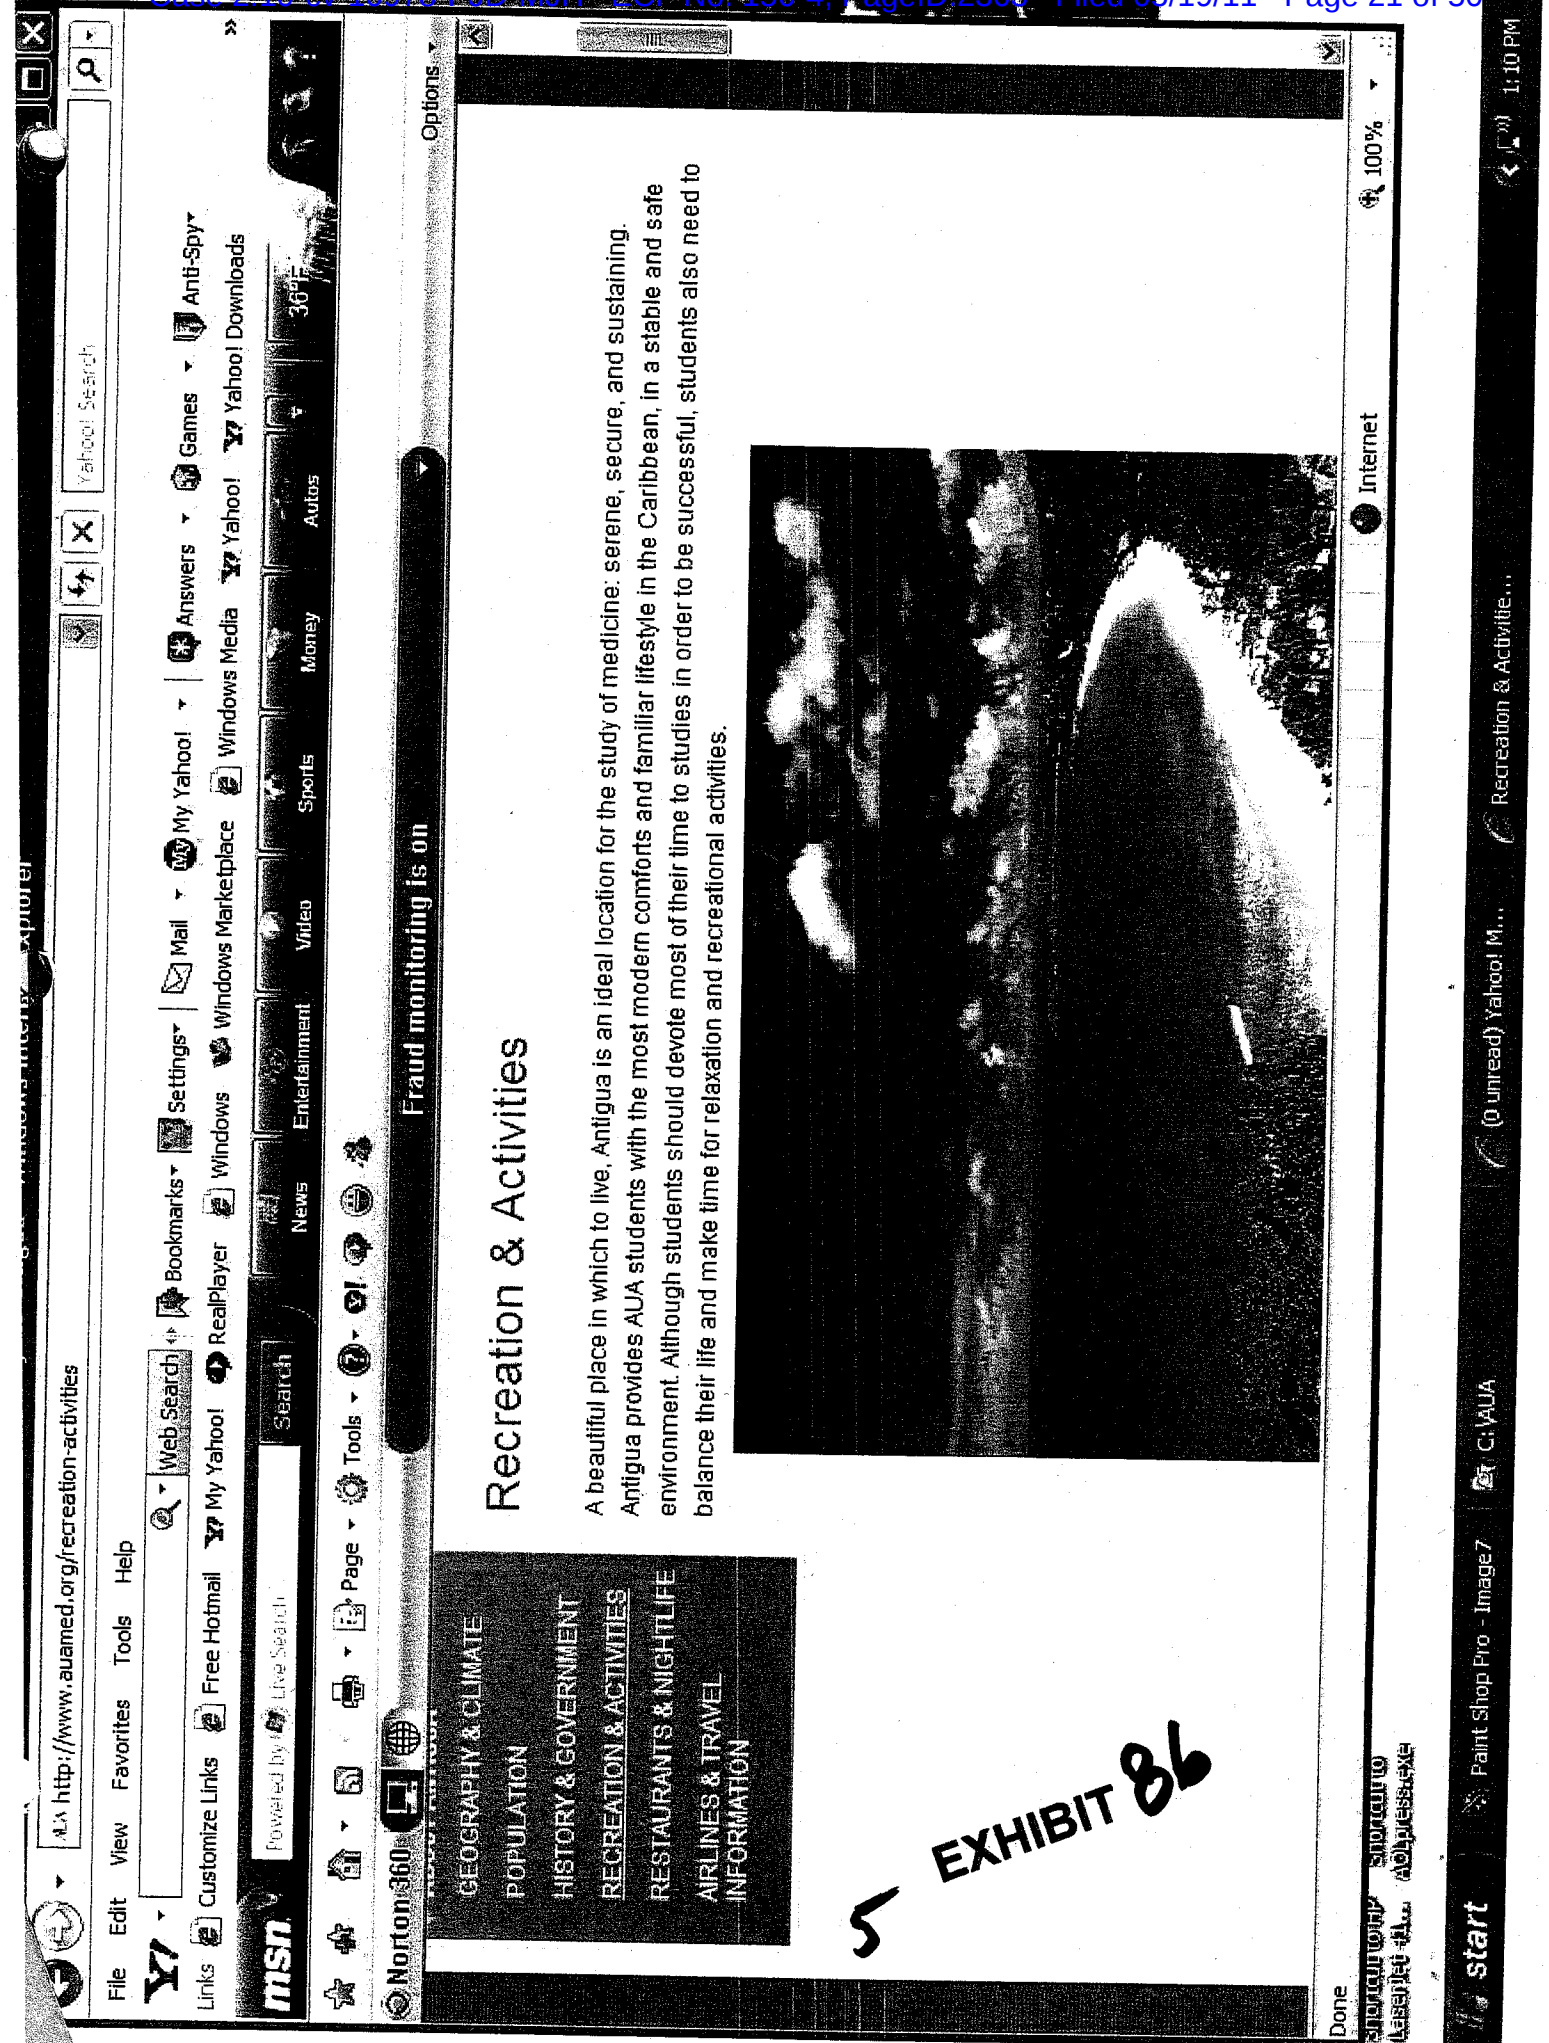 http://www.auamed.org/recreation-activities
Yahoo! Search
File Edit View Favorites Tools Help
Web Search Bookmarks Settings Mail My Yahoo! Answers Games Anti-Spy
Links Customize Links Free Hotmail My Yahoo! RealPlayer Windows Windows Marketplace Windows Media Yahoo! Yahoo! Downloads
msn Powered by Live Search Search News Entertainment Video Sports Money Autos 36°F
Page Tools
Norton 360 Fraud monitoring is on Options
GEOGRAPHY & CLIMATE
POPULATION
HISTORY & GOVERNMENT
RECREATION & ACTIVITIES
RESTAURANTS & NIGHTLIFE
AIRLINES & TRAVEL
INFORMATION
Recreation & Activities
A beautiful place in which to live, Antigua is an ideal location for the study of medicine: serene, secure, and sustaining.
Antigua provides AUA students with the most modern comforts and familiar lifestyle in the Caribbean, in a stable and safe
environment. Although students should devote most of their time to studies in order to be successful, students also need to
balance their life and make time for relaxation and recreational activities.
5 EXHIBIT 8b
Done Internet 100%
start Paint Shop Pro - Image7 C:\AUA (0 unread) Yahoo! M... Recreation & Activitie... 1:10 PM